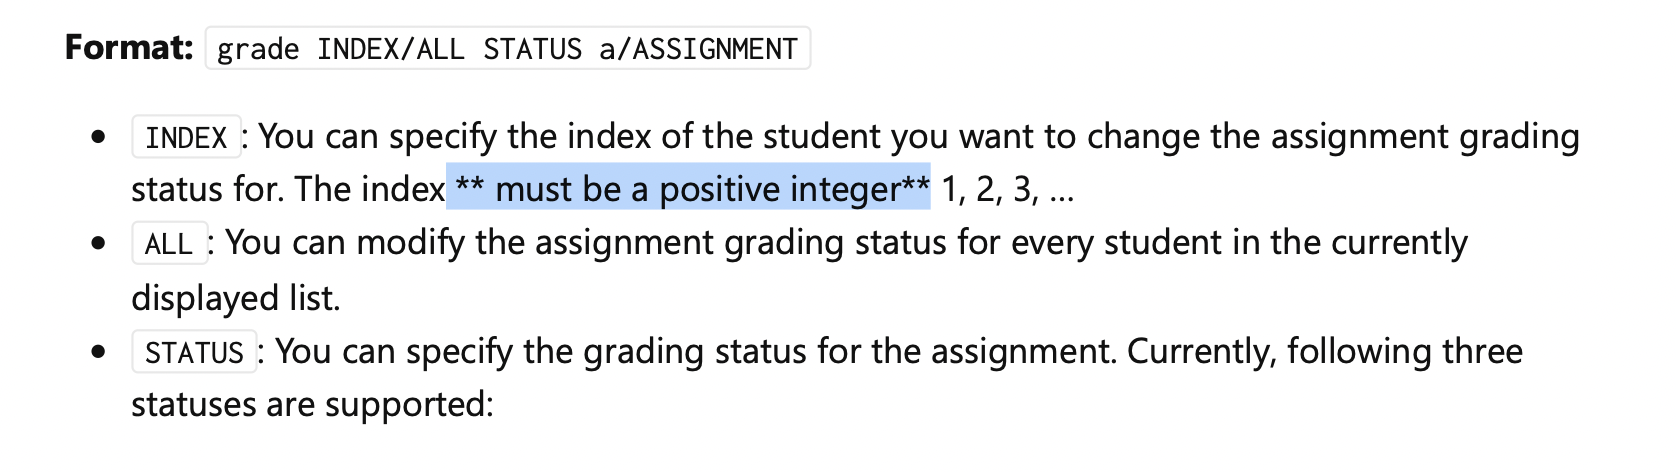 Format: grade INDEX/ALL STATUS a/ASSIGNMENT
• INDEX: You can specify the index of the student you want to change the assignment grading
status for. The index ** must be a positive integer** 1, 2, 3, ...
• ALL: You can modify the assignment grading status for every student in the currently
displayed list.
• STATUS: You can specify the grading status for the assignment. Currently, following three
statuses are supported: